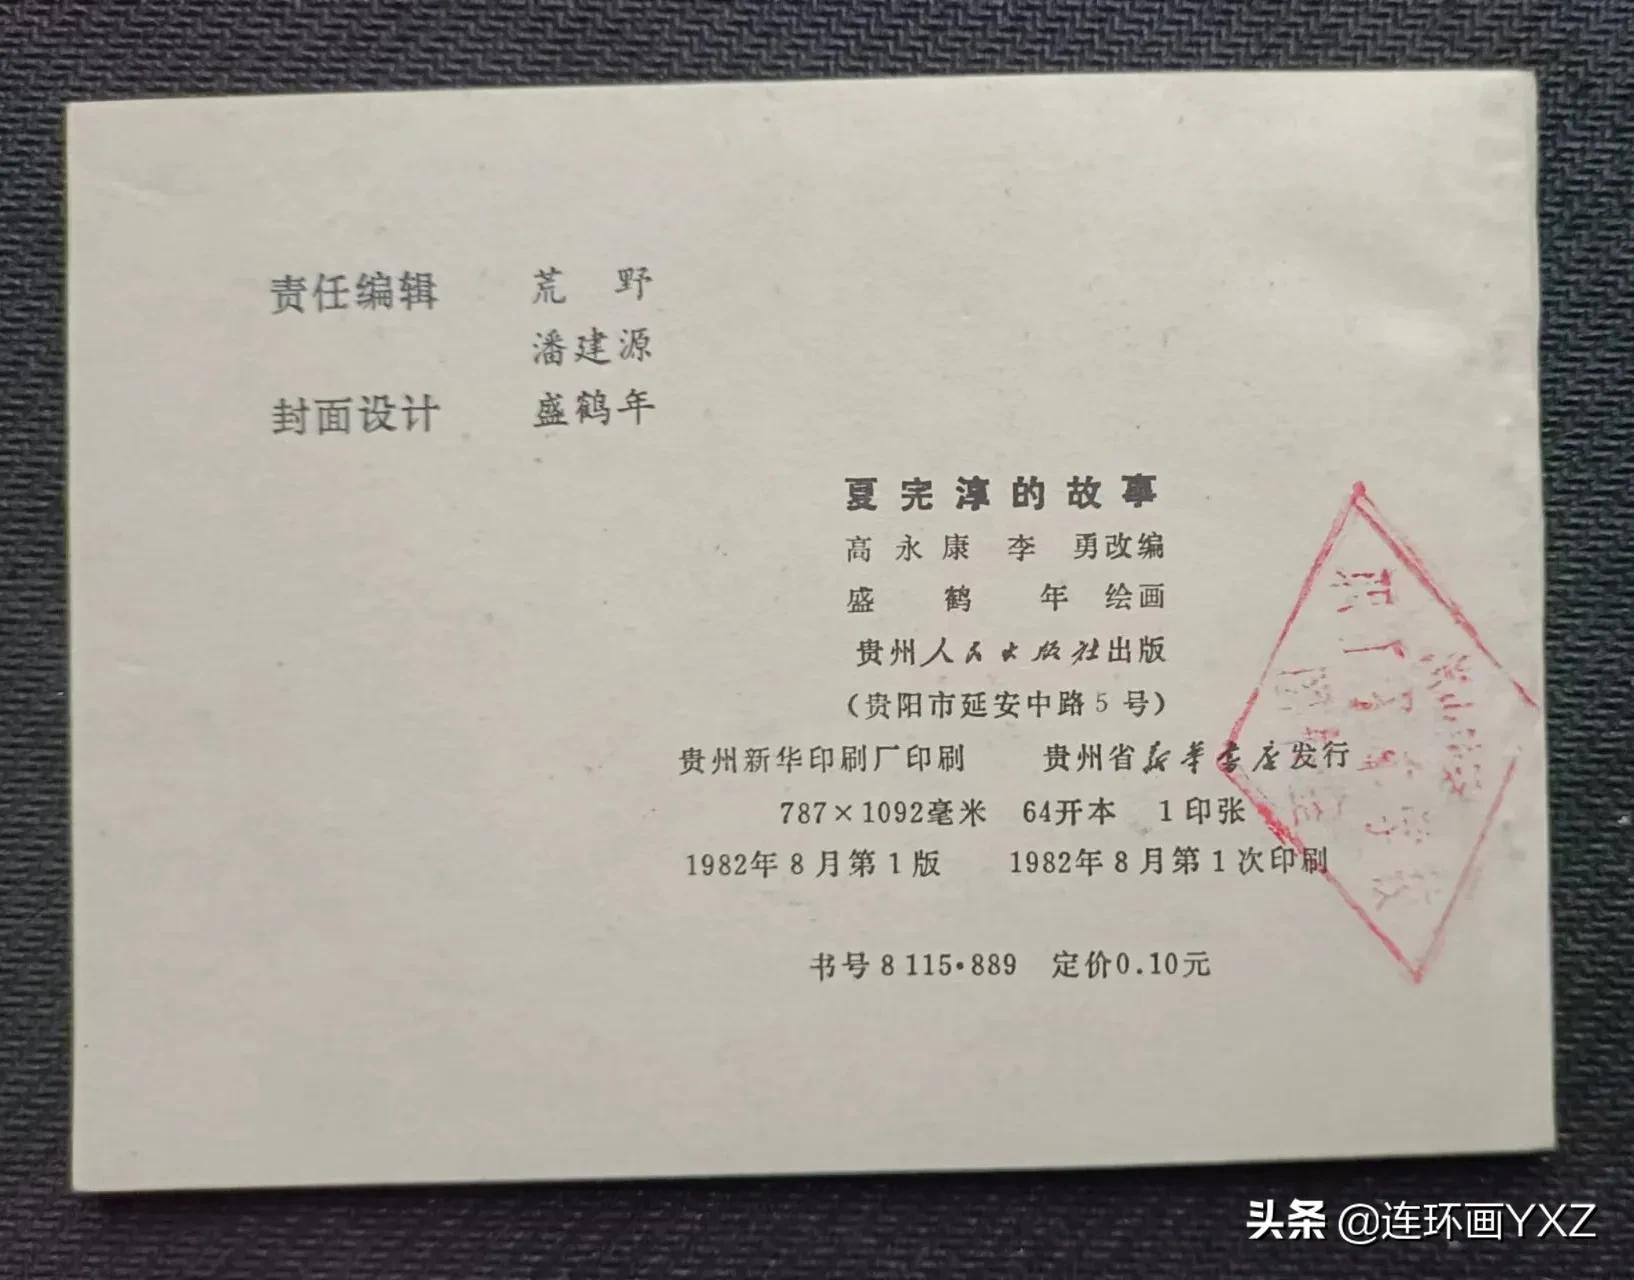 责任编辑 荒 野
潘建源
封面设计 盛鹤年
夏完淳的故事
高永康 李 勇改编
盛 鹤 年 绘画
贵州人民出版社出版
(贵阳市延安中路5号)
贵州新华印刷厂印刷 贵州省新华书店发行
787×1092毫米 64开本 1印张
1982年8月第1版 1982年8月第1次印刷
书号8115·889 定价0.10元
头条 @连环画YXZ